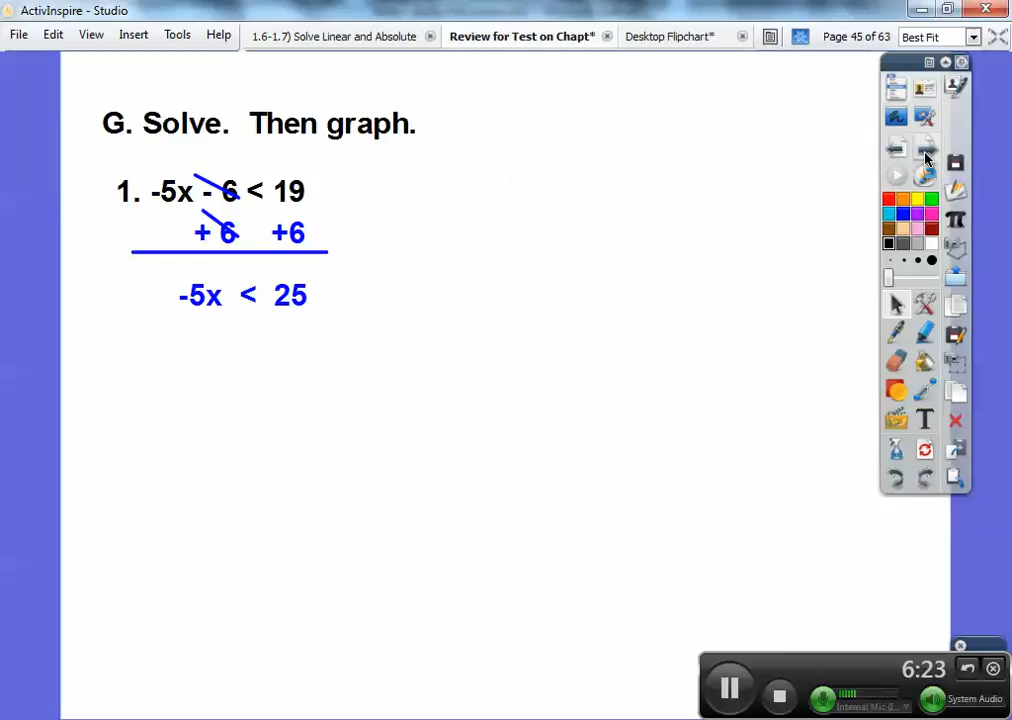 ActivInspire - Studio
File Edit View Insert Tools Help
1.6-1.7) Solve Linear and Absolute
Review for Test on Chapt*
Desktop Flipchart*
Page 45 of 63
Best Fit
G. Solve. Then graph.
1. -5x - 6 < 19
+ 6 +6
-5x < 25
6:23
Internal Mic (I...
System Audio